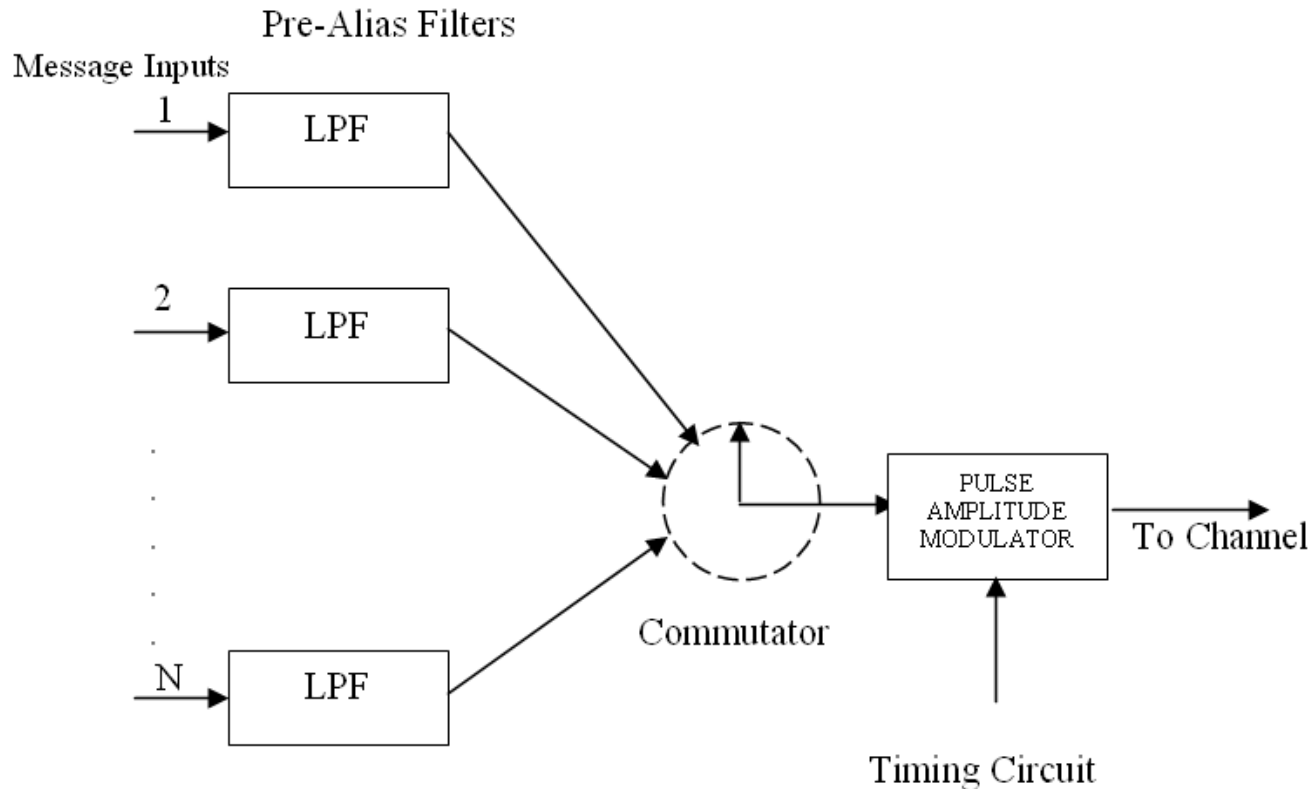 Pre-Alias Filters
Message Inputs
1
LPF
2
LPF
N
LPF
Commutator
PULSE
AMPLITUDE
MODULATOR
To Channel
Timing Circuit